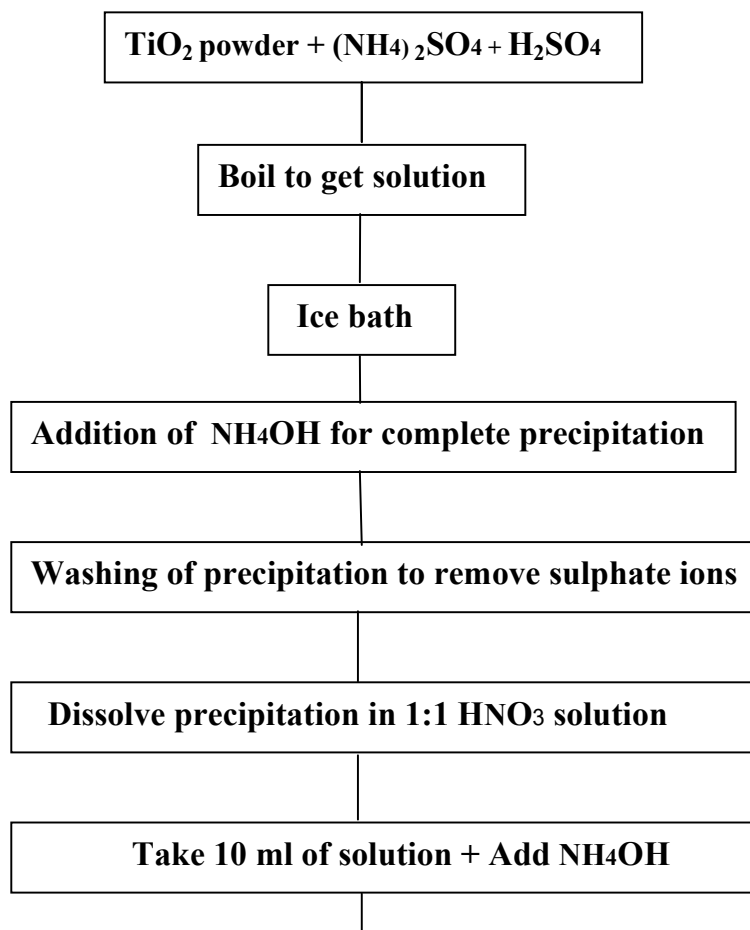 TiO₂ powder + (NH₄) ₂SO₄ + H₂SO₄
Boil to get solution
Ice bath
Addition of NH₄OH for complete precipitation
Washing of precipitation to remove sulphate ions
Dissolve precipitation in 1:1 HNO₃ solution
Take 10 ml of solution + Add NH₄OH